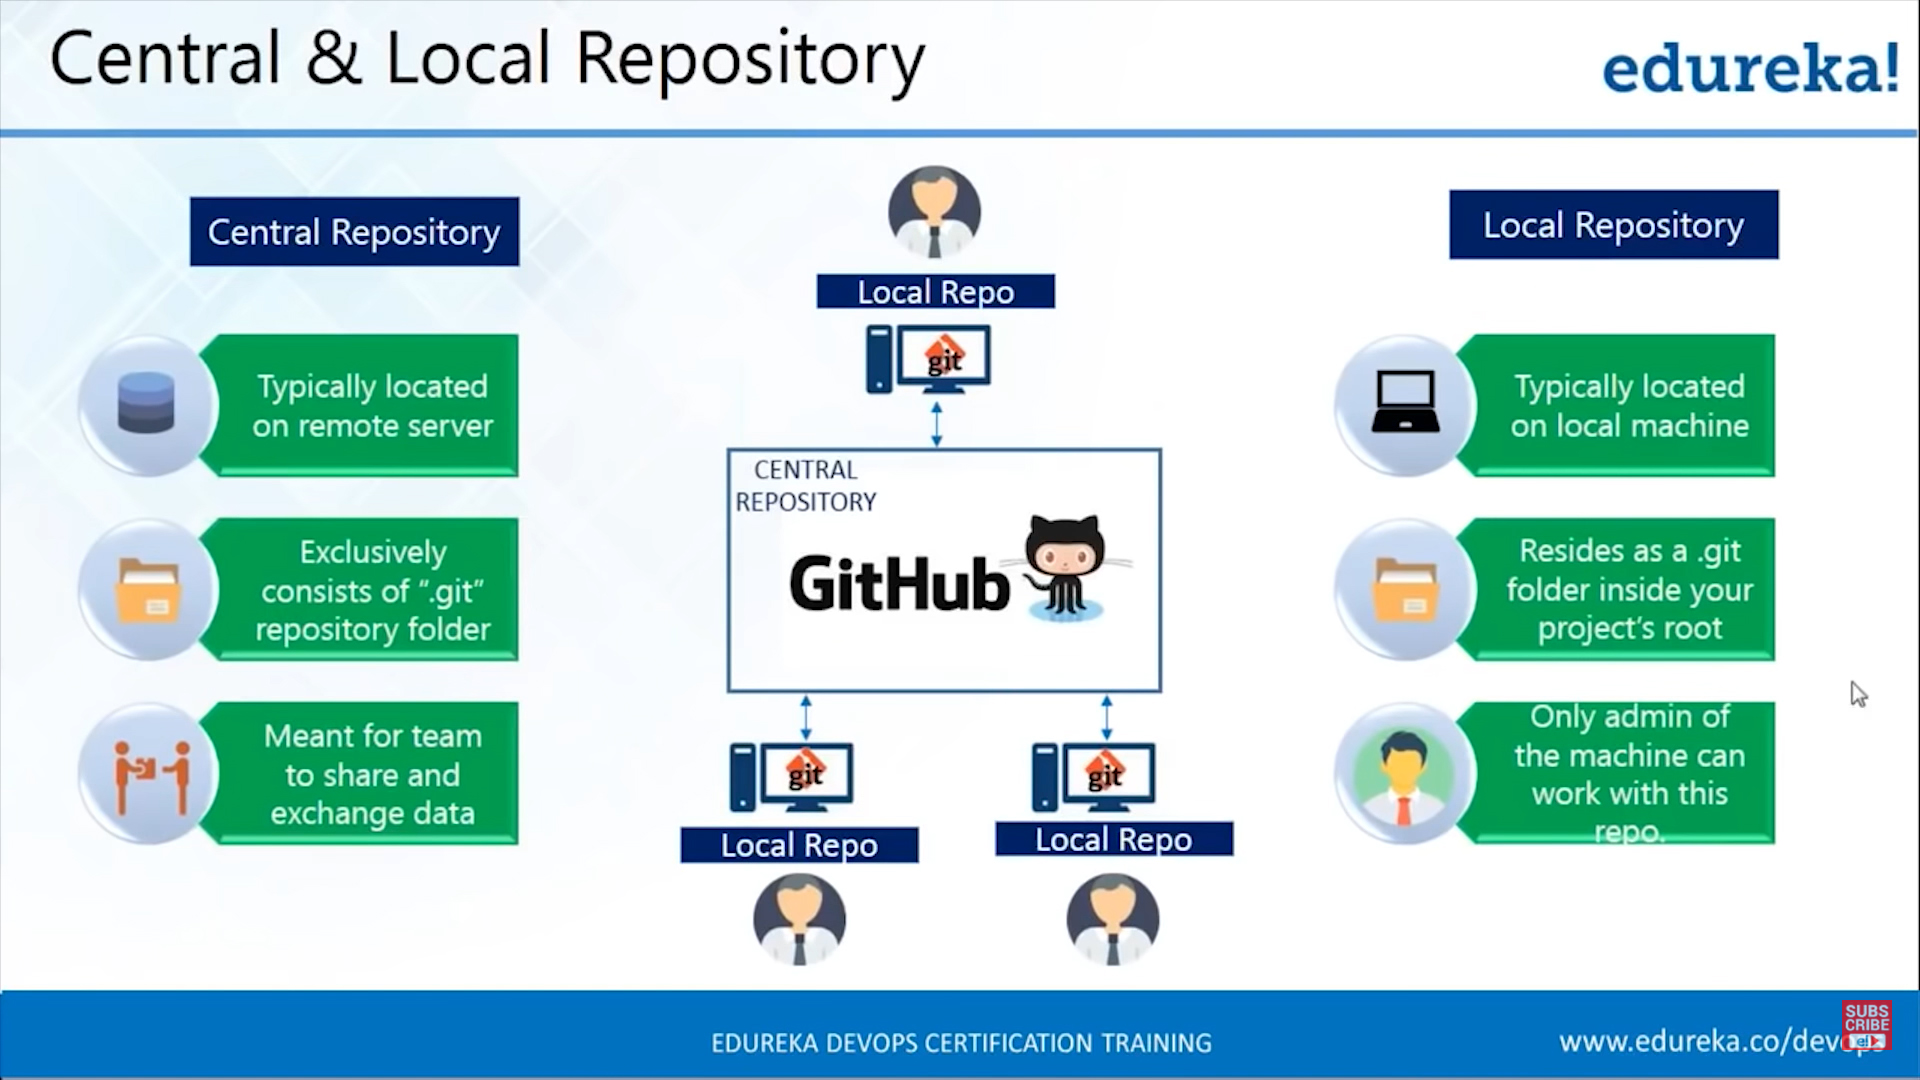 Central & Local Repository
edureka!
Central Repository
Typically located
on remote server
Exclusively
consists of “.git”
repository folder
Meant for team
to share and
exchange data
Local Repo
git
CENTRAL
REPOSITORY
GitHub
git
git
Local Repo
Local Repo
Local Repository
Typically located
on local machine
Resides as a .git
folder inside your
project’s root
Only admin of
the machine can
work with this
repo.
EDUREKA DEVOPS CERTIFICATION TRAINING
www.edureka.co/devops
SUBS
CRIBE